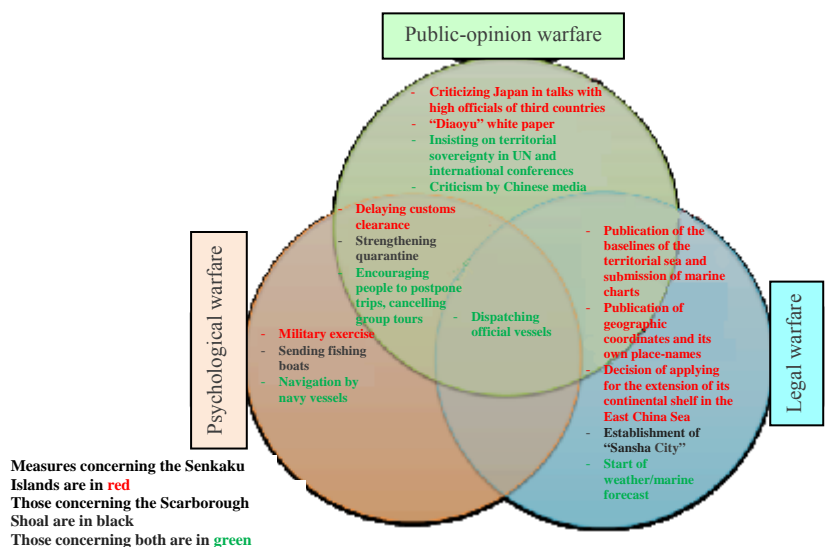 Public-opinion warfare
- Criticizing Japan in talks with
high officials of third countries
- “Diaoyu” white paper
- Insisting on territorial
sovereignty in UN and
international conferences
- Criticism by Chinese media
- Delaying customs
clearance
- Strengthening
quarantine
- Encouraging
people to postpone
trips, cancelling
group tours
- Dispatching
official vessels
- Publication of the
baselines of the
territorial sea and
submission of marine
charts
- Publication of
geographic
coordinates and its
own place-names
- Decision of applying
for the extension of its
continental shelf in the
East China Sea
- Establishment of
“Sansha City”
- Start of
weather/marine
forecast
- Military exercise
- Sending fishing
boats
- Navigation by
navy vessels
Psychological warfare
Legal warfare
Measures concerning the Senkaku
Islands are in red
Those concerning the Scarborough
Shoal are in black
Those concerning both are in green